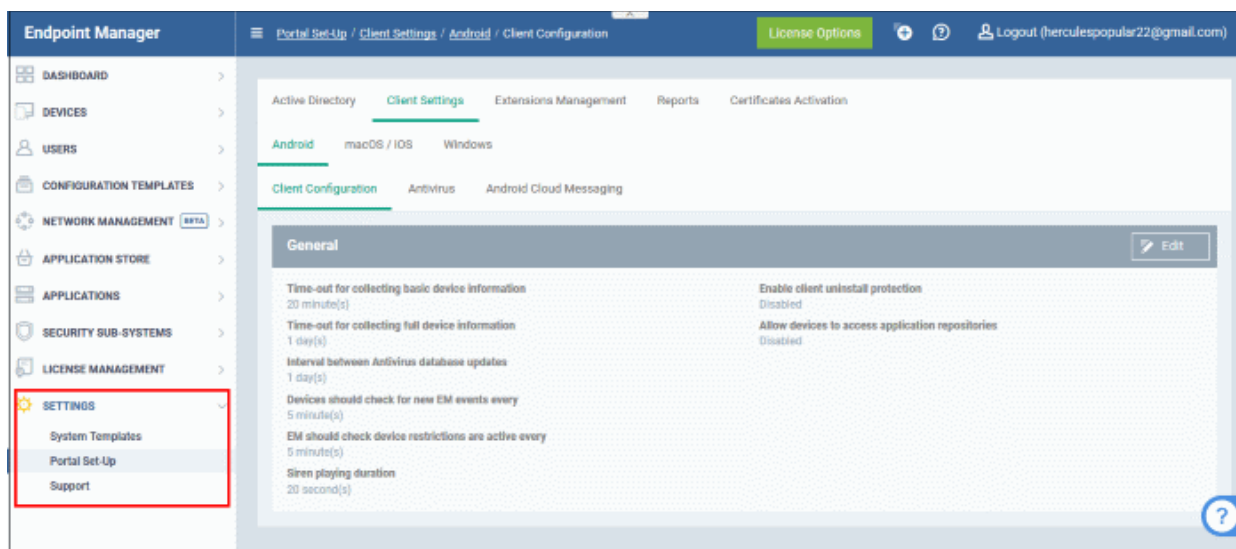 Endpoint Manager
Portal Set-Up / Client Settings / Android / Client Configuration
License Options
Logout (herculespopular22@gmail.com)
DASHBOARD
DEVICES
USERS
CONFIGURATION TEMPLATES
NETWORK MANAGEMENT BETA
APPLICATION STORE
APPLICATIONS
SECURITY SUB-SYSTEMS
LICENSE MANAGEMENT
SETTINGS
System Templates
Portal Set-Up
Support
Active Directory Client Settings Extensions Management Reports Certificates Activation
Android macOS / IOS Windows
Client Configuration Antivirus Android Cloud Messaging
General
Edit
Time-out for collecting basic device information
20 minute(s)
Time-out for collecting full device information
1 day(s)
Interval between Antivirus database updates
1 day(s)
Devices should check for new EM events every
5 minute(s)
EM should check device restrictions are active every
5 minute(s)
Siren playing duration
20 second(s)
Enable client uninstall protection
Disabled
Allow devices to access application repositories
Disabled
?